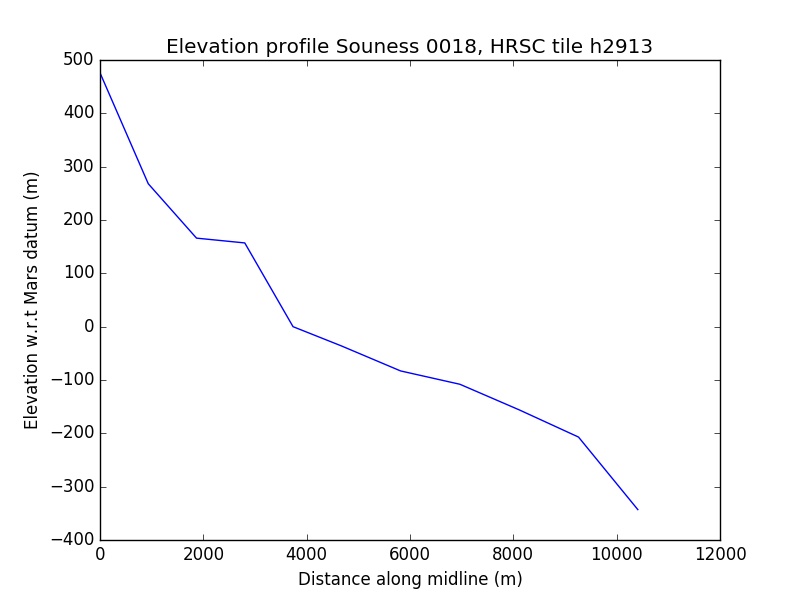 Elevation profile Souness 0018, HRSC tile h2913
500
400
300
200
100
0
−100
−200
−300
−400
Elevation w.r.t Mars datum (m)
0 2000 4000 6000 8000 10000 12000
Distance along midline (m)